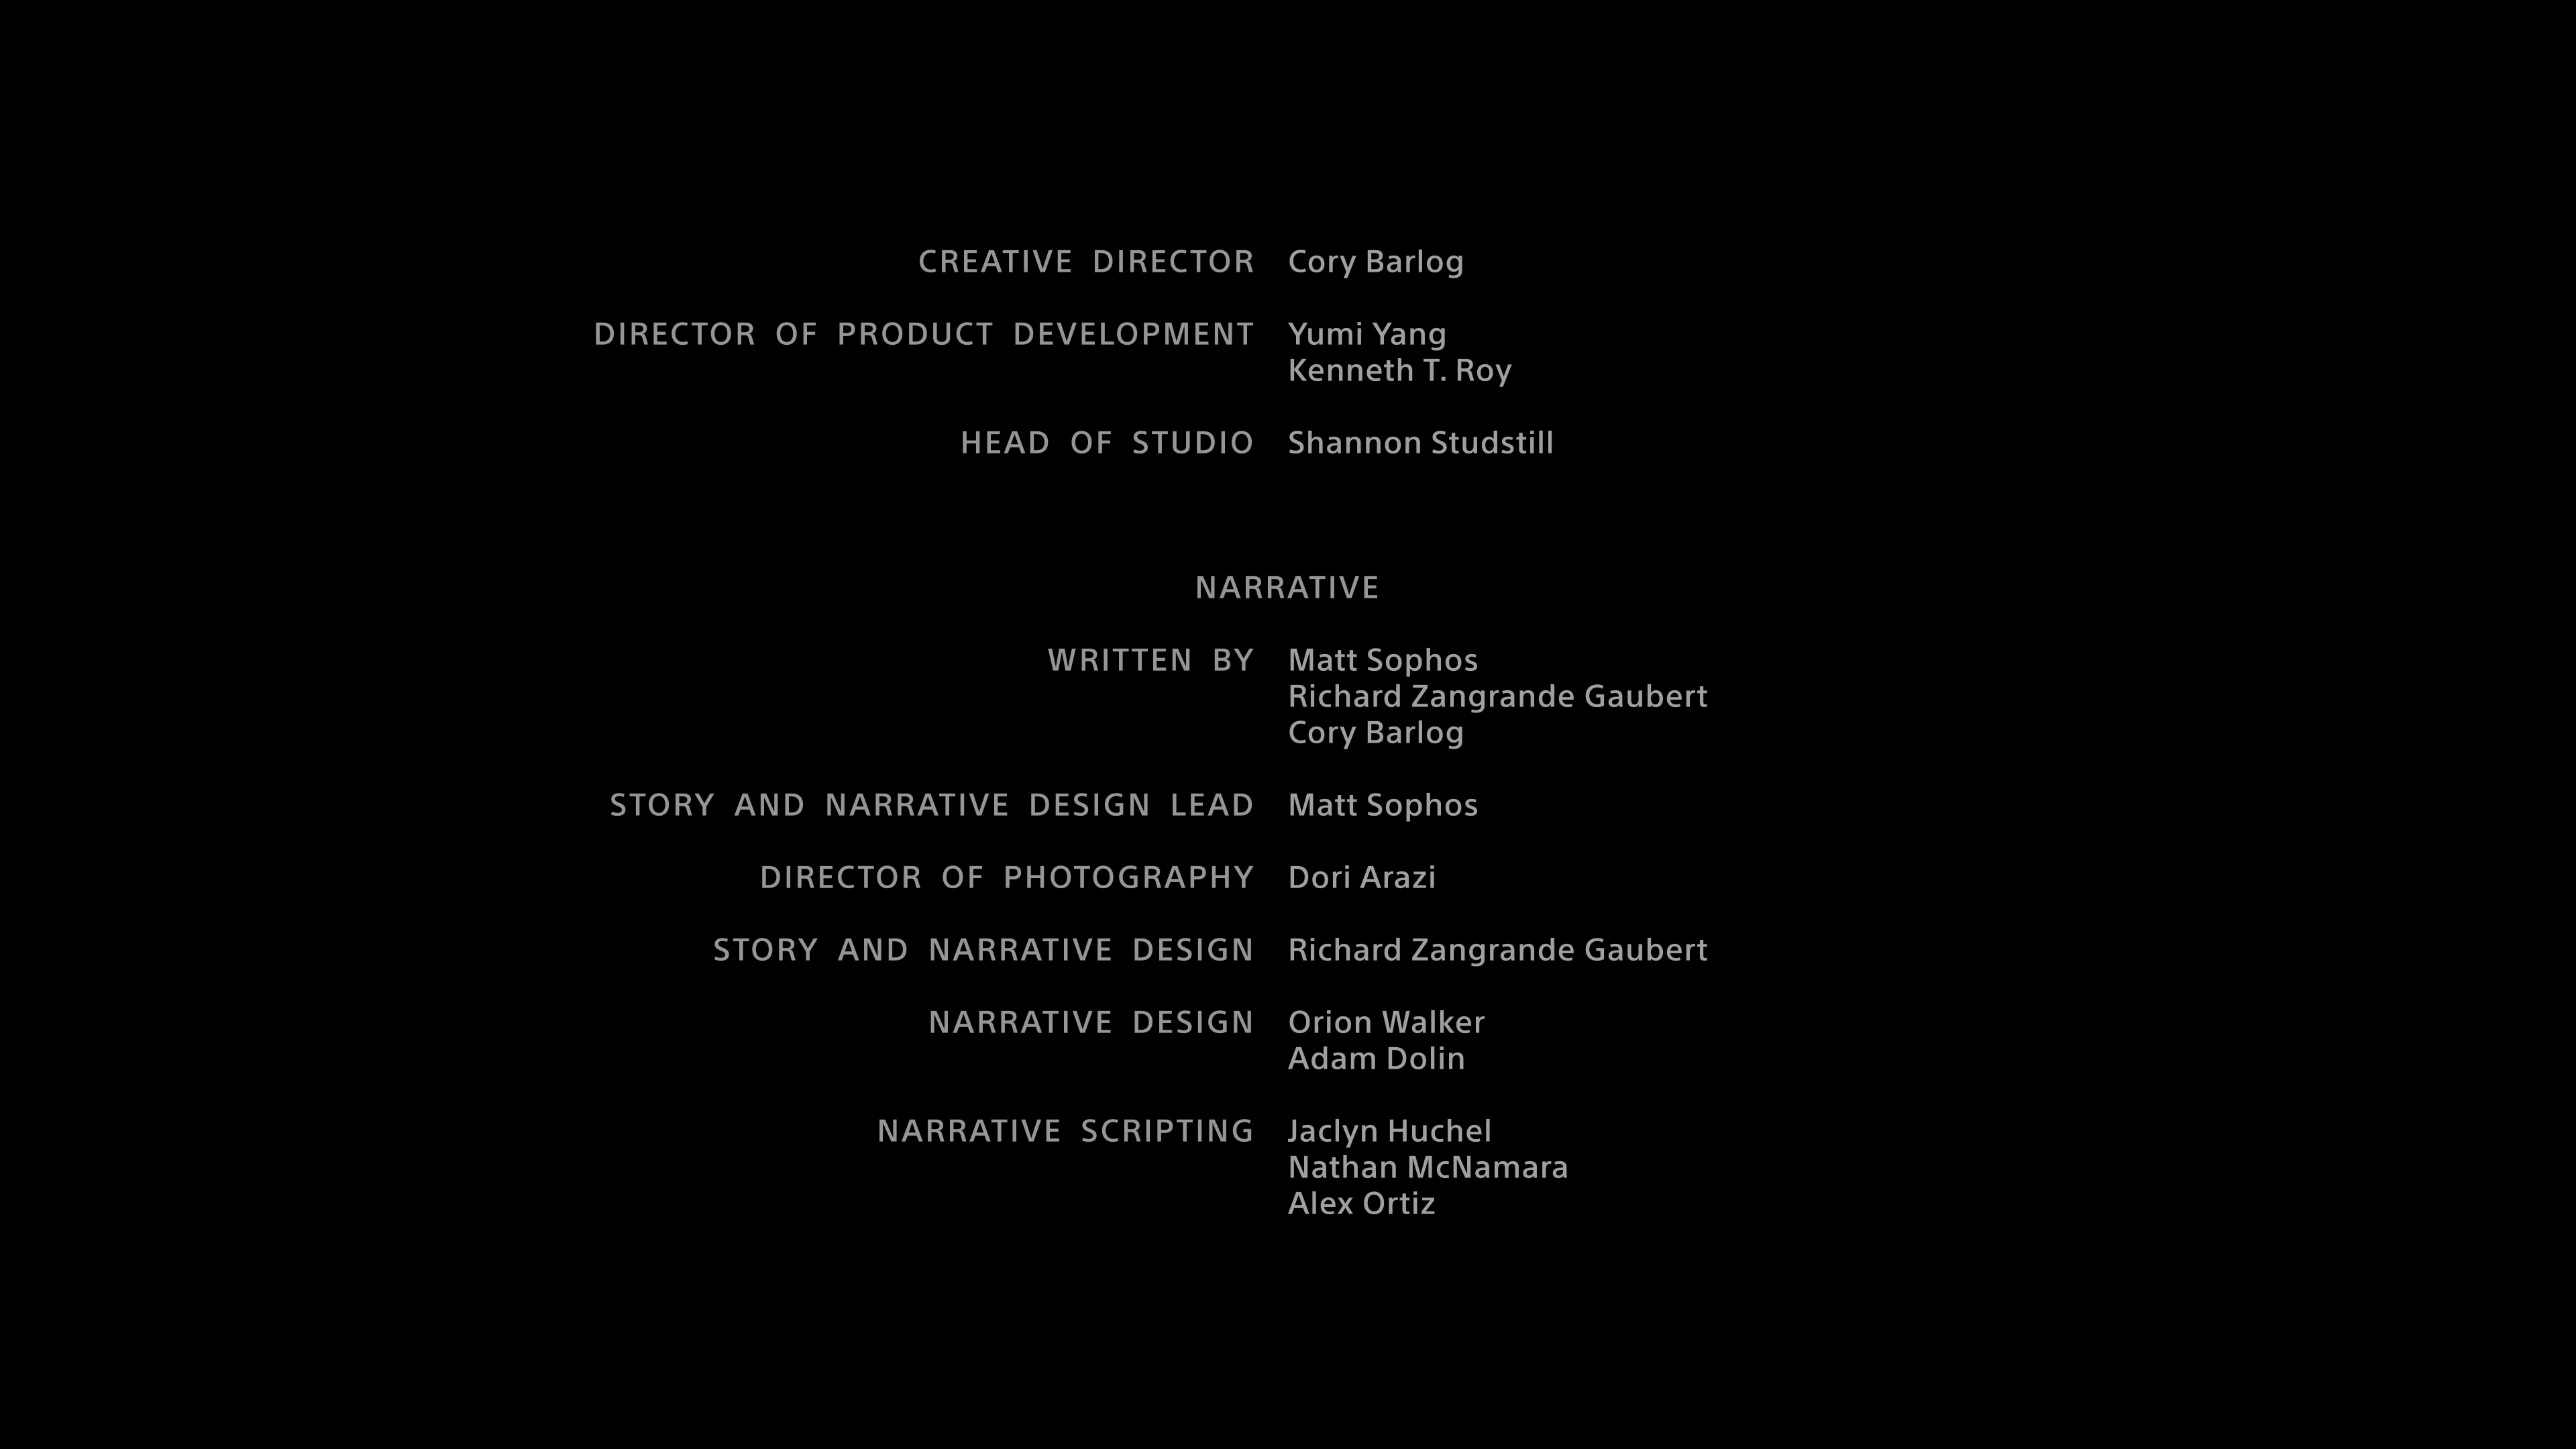 CREATIVE DIRECTOR Cory Barlog
DIRECTOR OF PRODUCT DEVELOPMENT Yumi Yang
Kenneth T. Roy
HEAD OF STUDIO Shannon Studstill
NARRATIVE
WRITTEN BY Matt Sophos
Richard Zangrande Gaubert
Cory Barlog
STORY AND NARRATIVE DESIGN LEAD Matt Sophos
DIRECTOR OF PHOTOGRAPHY Dori Arazi
STORY AND NARRATIVE DESIGN Richard Zangrande Gaubert
NARRATIVE DESIGN Orion Walker
Adam Dolin
NARRATIVE SCRIPTING Jaclyn Huchel
Nathan McNamara
Alex Ortiz